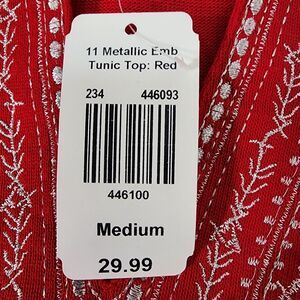 11 Metallic Emb
Tunic Top: Red
234 446093
446100
Medium
29.99